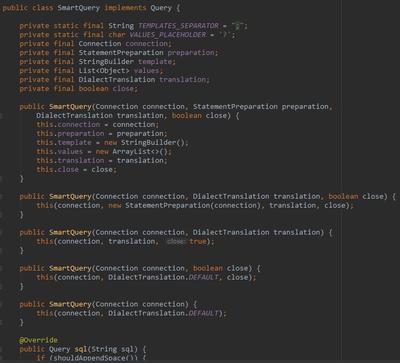 public class SmartQuery implements Query {
private static final String TEMPLATES_SEPARATOR = ";";
private static final char VALUES_PLACEHOLDER = '?';
private final Connection connection;
private final StatementPreparation preparation;
private final StringBuilder template;
private final List<Object> values;
private final DialectTranslation translation;
private final boolean close;
public SmartQuery(Connection connection, StatementPreparation preparation,
DialectTranslation translation, boolean close) {
this.connection = connection;
this.preparation = preparation;
this.template = new StringBuilder();
this.values = new ArrayList<>();
this.translation = translation;
this.close = close;
}
public SmartQuery(Connection connection, DialectTranslation translation, boolean close) {
this(connection, new StatementPreparation(connection), translation, close);
}
public SmartQuery(Connection connection, DialectTranslation translation) {
this(connection, translation, close: true);
}
public SmartQuery(Connection connection, boolean close) {
this(connection, DialectTranslation.DEFAULT, close);
}
public SmartQuery(Connection connection) {
this(connection, DialectTranslation.DEFAULT);
}
@Override
public Query sql(String sql) {
if (shouldAppendSpace()) {